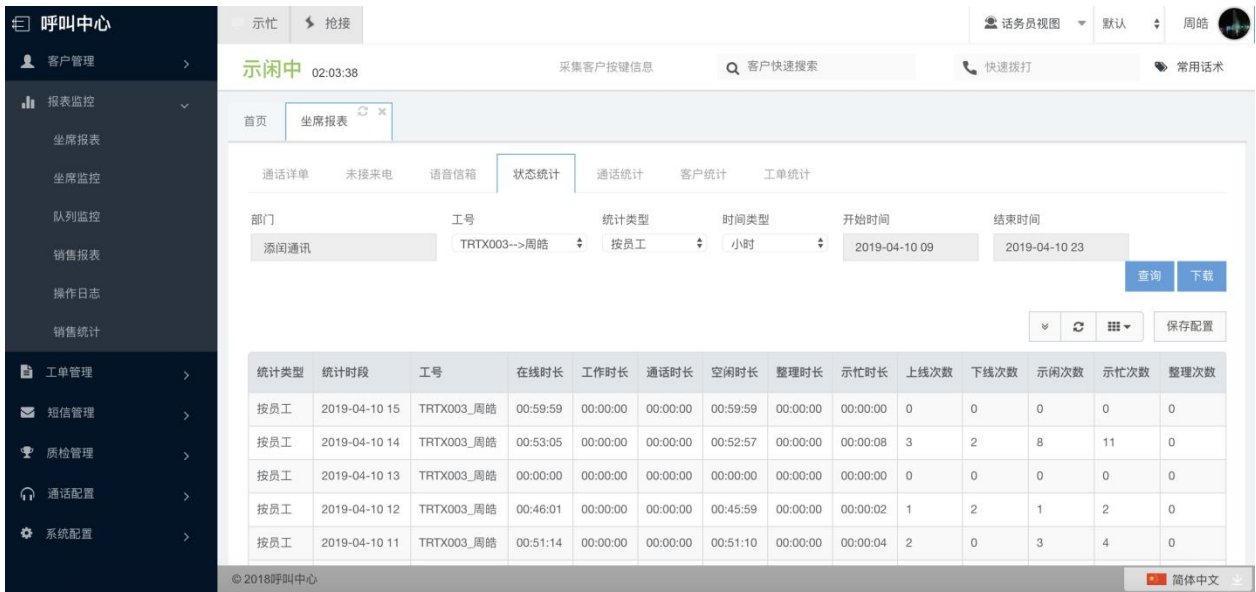 呼叫中心 示忙 抢接 话务员视图 默认 周皓
客户管理
示闲中 02:03:38 采集客户按键信息 客户快速搜索 快速拨打 常用话术
报表监控
首页 坐席报表
坐席报表
坐席监控
队列监控
销售报表
操作日志
销售统计
工单管理
短信管理
质检管理
通话配置
系统配置
通话详单 未接来电 语音信箱 状态统计 通话统计 客户统计 工单统计
部门 工号 统计类型 时间类型 开始时间 结束时间
添闰通讯 TRTX003-->周皓 按员工 小时 2019-04-10 09 2019-04-10 23
查询 下载
保存配置
统计类型 统计时段 工号 在线时长 工作时长 通话时长 空闲时长 整理时长 示忙时长 上线次数 下线次数 示闲次数 示忙次数 整理次数
按员工 2019-04-10 15 TRTX003_周皓 00:59:59 00:00:00 00:00:00 00:59:59 00:00:00 00:00:00 0 0 0 0 0
按员工 2019-04-10 14 TRTX003_周皓 00:53:05 00:00:00 00:00:00 00:52:57 00:00:00 00:00:08 3 2 8 11 0
按员工 2019-04-10 13 TRTX003_周皓 00:00:00 00:00:00 00:00:00 00:00:00 00:00:00 00:00:00 0 0 0 0 0
按员工 2019-04-10 12 TRTX003_周皓 00:46:01 00:00:00 00:00:00 00:45:59 00:00:00 00:00:02 1 2 1 2 0
按员工 2019-04-10 11 TRTX003_周皓 00:51:14 00:00:00 00:00:00 00:51:10 00:00:00 00:00:04 2 0 3 4 0
© 2018呼叫中心 简体中文